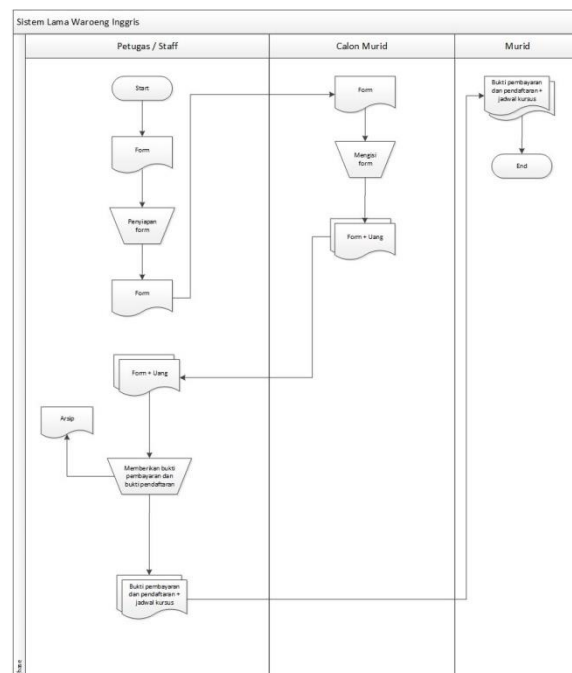 Sistem Lama Waroeng Inggris
Petugas / Staff
Calon Murid
Murid
Start
Form
Penyiapan
form
Form
Form
Mengisi
form
Form + Uang
Form + Uang
Arsip
Memberikan bukti
pembayaran dan
bukti pendaftaran
Bukti pembayaran
dan pendaftaran +
jadwal kursus
Bukti pembayaran
dan pendaftaran +
jadwal kursus
End